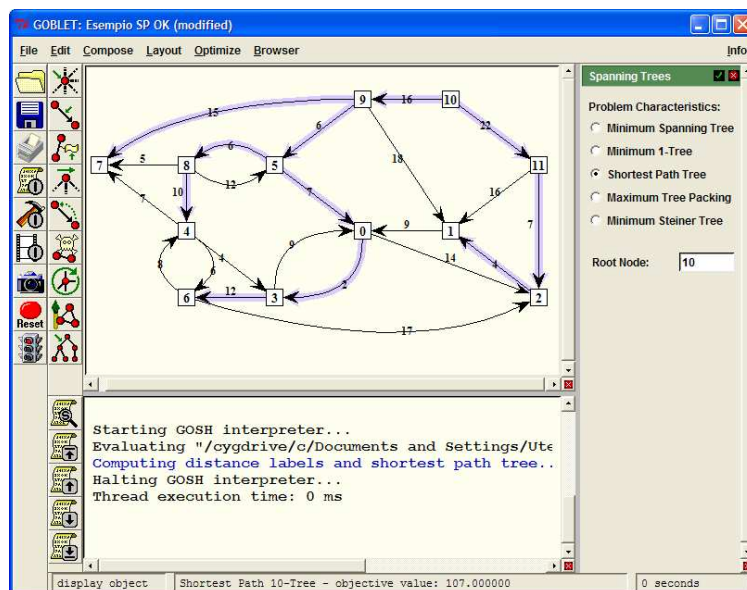 GOBLET: Esempio SP OK (modified)
File Edit Compose Layout Optimize Browser Info
Spanning Trees
Problem Characteristics:
Minimum Spanning Tree
Minimum 1-Tree
Shortest Path Tree
Maximum Tree Packing
Minimum Steiner Tree
Root Node: 10
9 16 10
15 6 22
7 5 8 6 5 18 11
12 16
10 7 7
7 4 0 9 1
4 9 14 4
8 6
6 12 3 2 2
17
Reset
Starting GOSH interpreter...
Evaluating "/cygdrive/c/Documents and Settings/Ute
Computing distance labels and shortest path tree..
Halting GOSH interpreter...
Thread execution time: 0 ms
display object Shortest Path 10-Tree - objective value: 107.000000 0 seconds